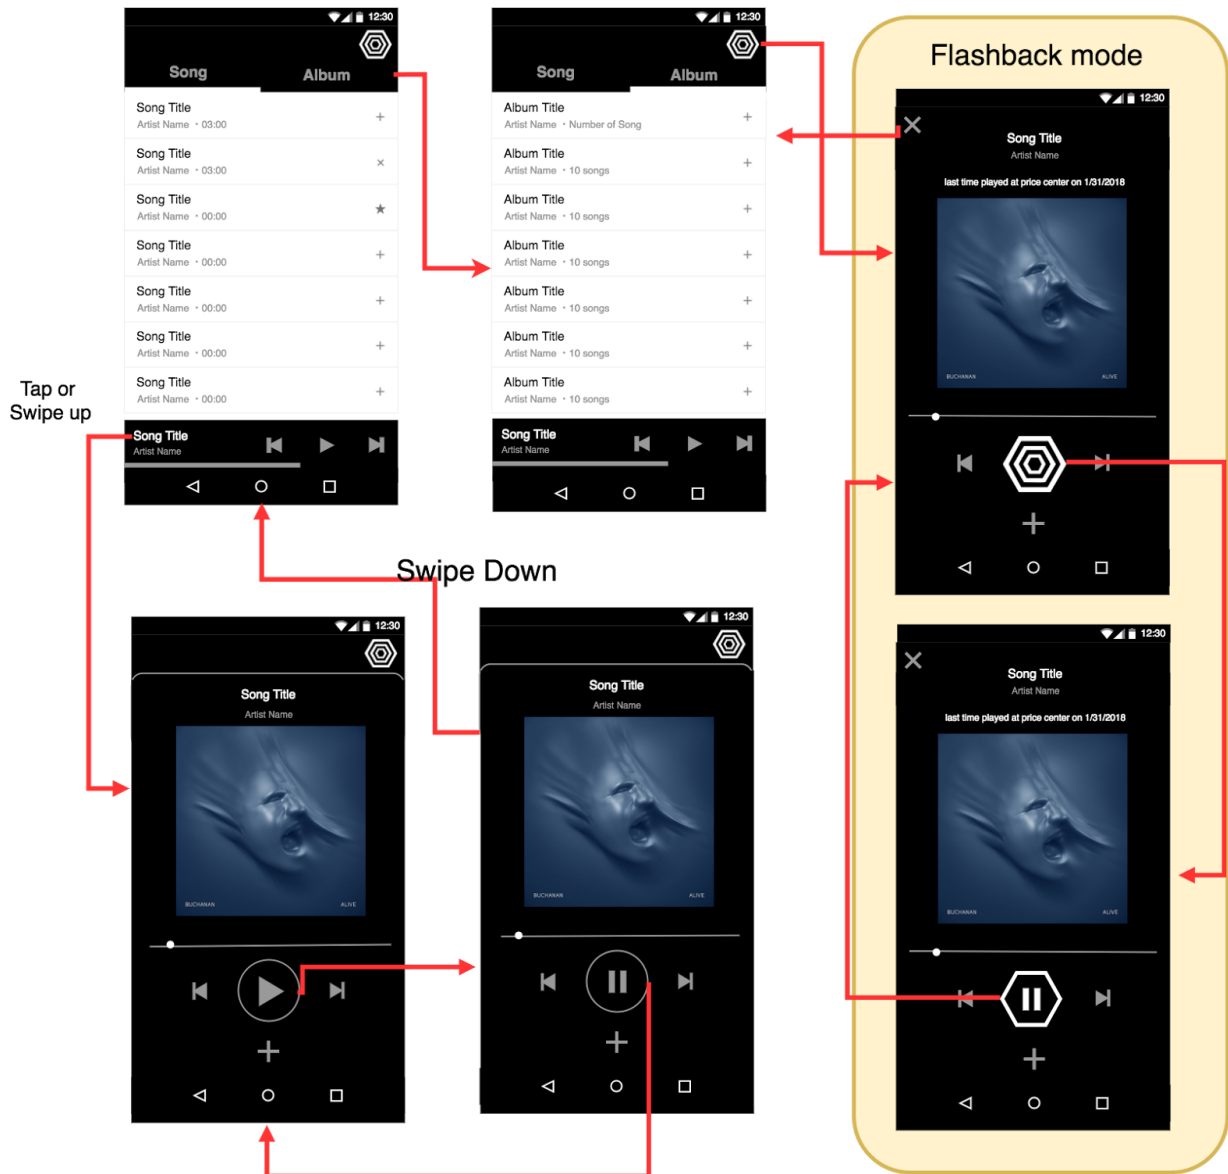 12:30
Song
Album
Song Title
Artist Name • 03:00
+
Song Title
Artist Name • 03:00
×
Song Title
Artist Name • 00:00
★
Song Title
Artist Name • 00:00
+
Song Title
Artist Name • 00:00
+
Song Title
Artist Name • 00:00
+
Song Title
Artist Name • 00:00
+
Song Title
Artist Name
12:30
Song
Album
Album Title
Artist Name • Number of Song
+
Album Title
Artist Name • 10 songs
+
Album Title
Artist Name • 10 songs
+
Album Title
Artist Name • 10 songs
+
Album Title
Artist Name • 10 songs
+
Album Title
Artist Name • 10 songs
+
Album Title
Artist Name • 10 songs
+
Song Title
Artist Name
Flashback mode
12:30
Song Title
Artist Name
last time played at price center on 1/31/2018
BUCHANAN
ALIVE
+
Tap or
Swipe up
Swipe Down
12:30
Song Title
Artist Name
BUCHANAN
ALIVE
+
12:30
Song Title
Artist Name
BUCHANAN
ALIVE
+
12:30
Song Title
Artist Name
last time played at price center on 1/31/2018
BUCHANAN
ALIVE
+